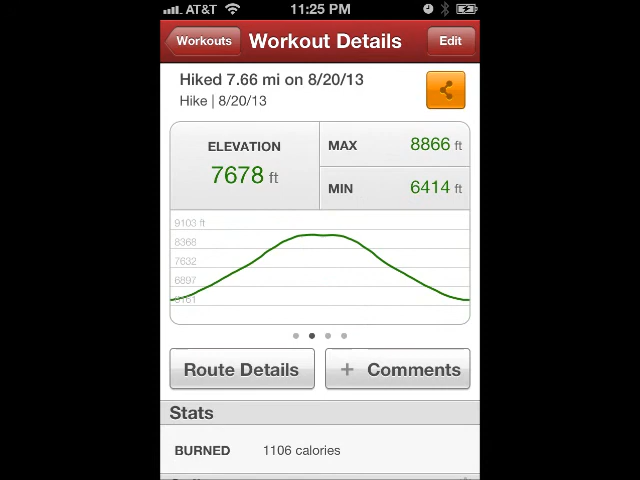 AT&T 11:25 PM
Workouts Workout Details Edit
Hiked 7.66 mi on 8/20/13
Hike | 8/20/13
ELEVATION
7678 ft
MAX 8866 ft
MIN 6414 ft
9103 ft
8368
7632
6897
6161
Route Details
+ Comments
Stats
BURNED 1106 calories